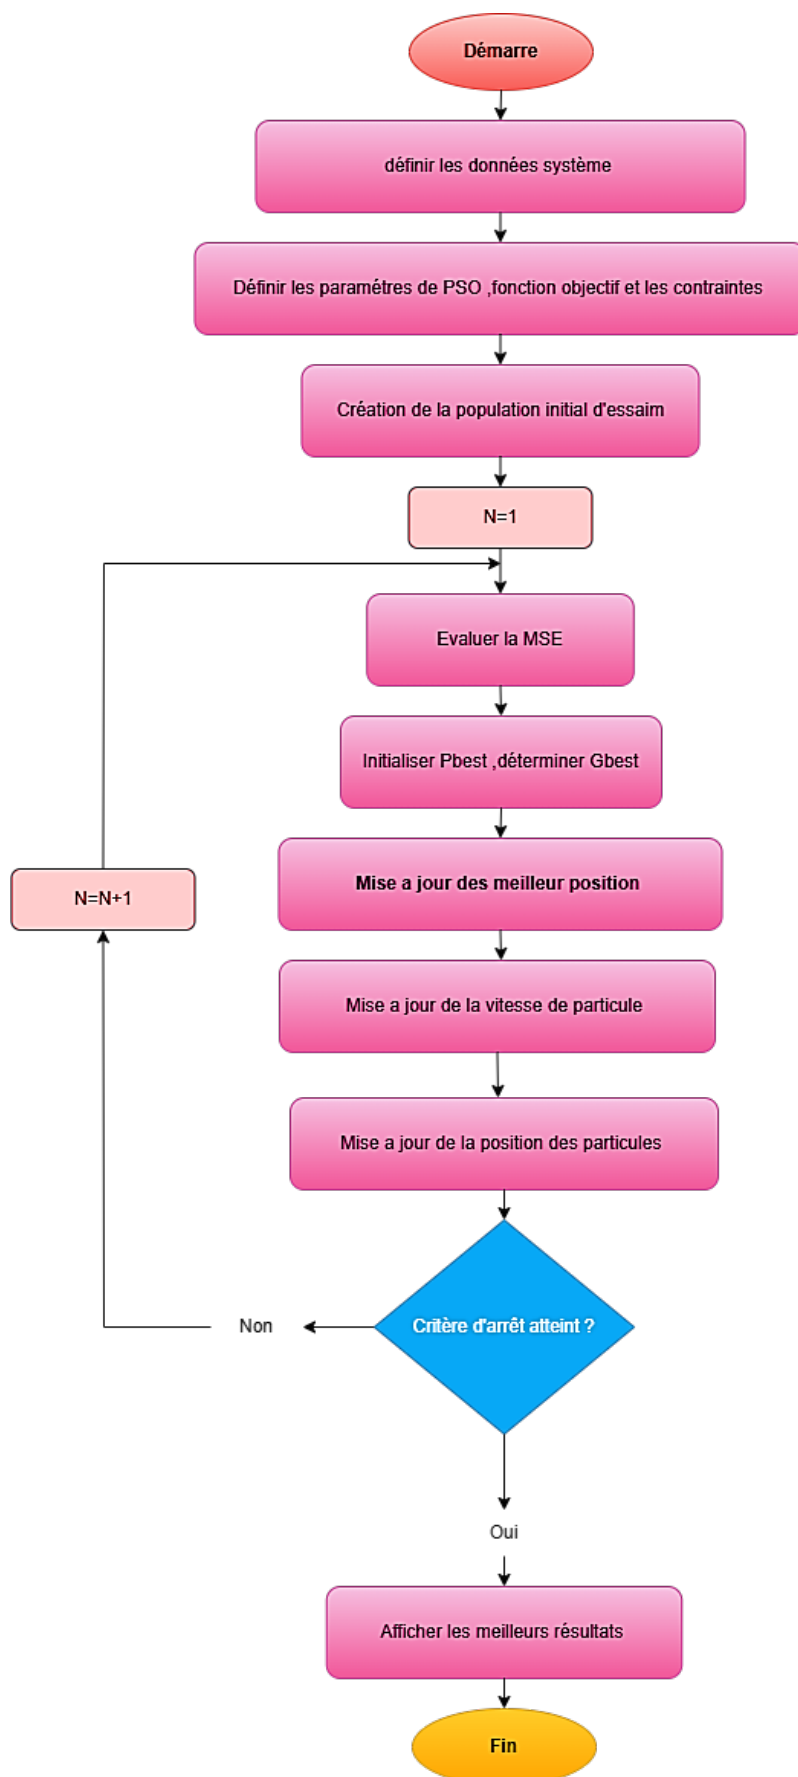 Démarre
définir les données système
Définir les paramétres de PSO ,fonction objectif et les contraintes
Création de la population initial d'essaim
N=1
Evaluer la MSE
Initialiser Pbest ,déterminer Gbest
Mise a jour des meilleur position
N=N+1
Mise a jour de la vitesse de particule
Mise a jour de la position des particules
Critère d'arrêt atteint ?
Non
Oui
Afficher les meilleurs résultats
Fin